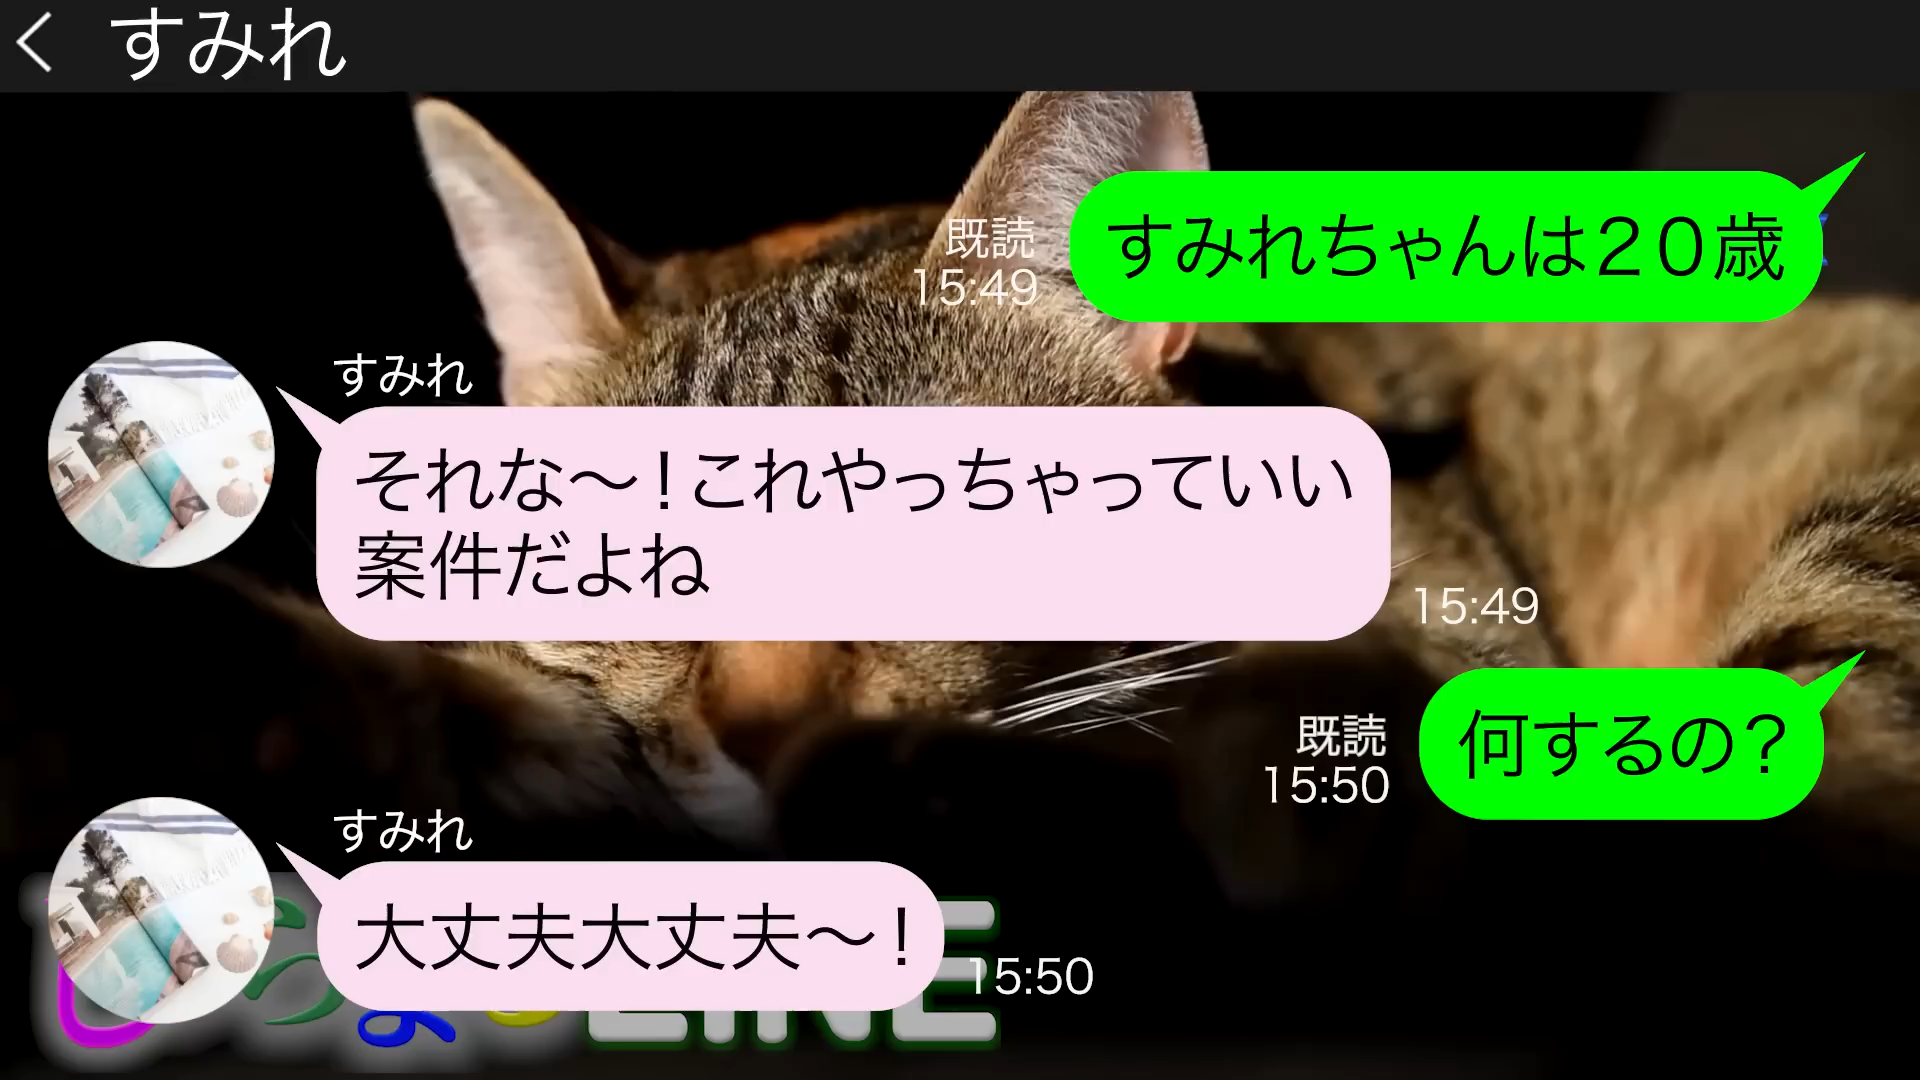 すみれ
すみれちゃんは２０歳
既読
15:49
すみれ
それな～！これやっちゃっていい
案件だよね
15:49
何するの？
既読
15:50
すみれ
大丈夫大丈夫～！
15:50
LINE